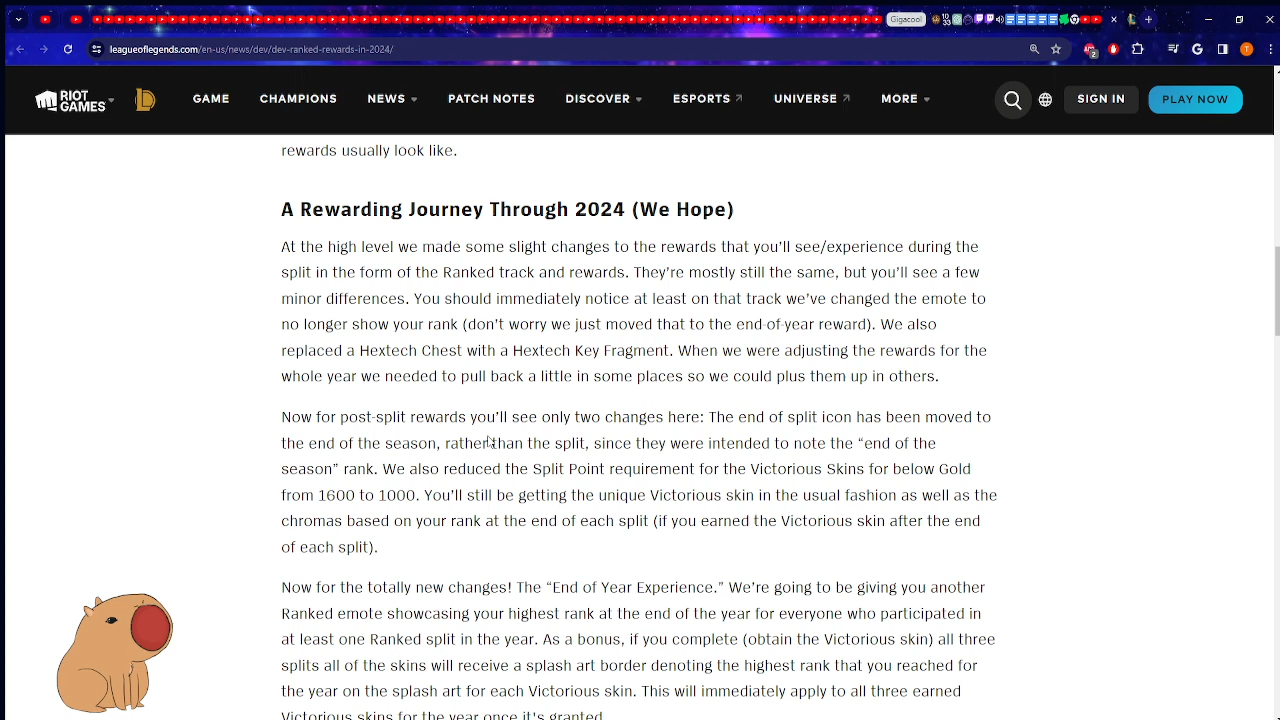 Gigacool
leagueoflegends.com/en-us/news/dev/dev-ranked-rewards-in-2024/
2
T
RIOT GAMES
GAME
CHAMPIONS
NEWS
PATCH NOTES
DISCOVER
ESPORTS
UNIVERSE
MORE
SIGN IN
PLAY NOW
rewards usually look like.
A Rewarding Journey Through 2024 (We Hope)
At the high level we made some slight changes to the rewards that you'll see/experience during the
split in the form of the Ranked track and rewards. They're mostly still the same, but you'll see a few
minor differences. You should immediately notice at least on that track we've changed the emote to
no longer show your rank (don't worry we just moved that to the end-of-year reward). We also
replaced a Hextech Chest with a Hextech Key Fragment. When we were adjusting the rewards for the
whole year we needed to pull back a little in some places so we could plus them up in others.
Now for post-split rewards you'll see only two changes here: The end of split icon has been moved to
the end of the season, rather than the split, since they were intended to note the “end of the
season” rank. We also reduced the Split Point requirement for the Victorious Skins for below Gold
from 1600 to 1000. You'll still be getting the unique Victorious skin in the usual fashion as well as the
chromas based on your rank at the end of each split (if you earned the Victorious skin after the end
of each split).
Now for the totally new changes! The “End of Year Experience.” We're going to be giving you another
Ranked emote showcasing your highest rank at the end of the year for everyone who participated in
at least one Ranked split in the year. As a bonus, if you complete (obtain the Victorious skin) all three
splits all of the skins will receive a splash art border denoting the highest rank that you reached for
the year on the splash art for each Victorious skin. This will immediately apply to all three earned
Victorious skins for the year once it's granted.